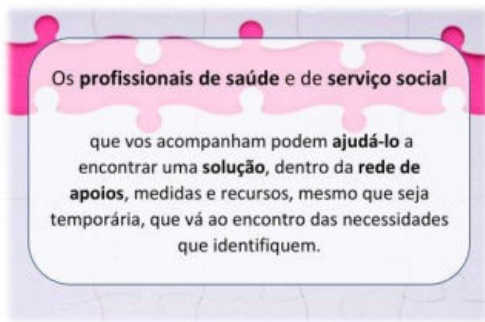 Os profissionais de saúde e de serviço social
que vos acompanham podem ajudá-lo a
encontrar uma solução, dentro da rede de
apoios, medidas e recursos, mesmo que seja
temporária, que vá ao encontro das necessidades
que identifiquem.